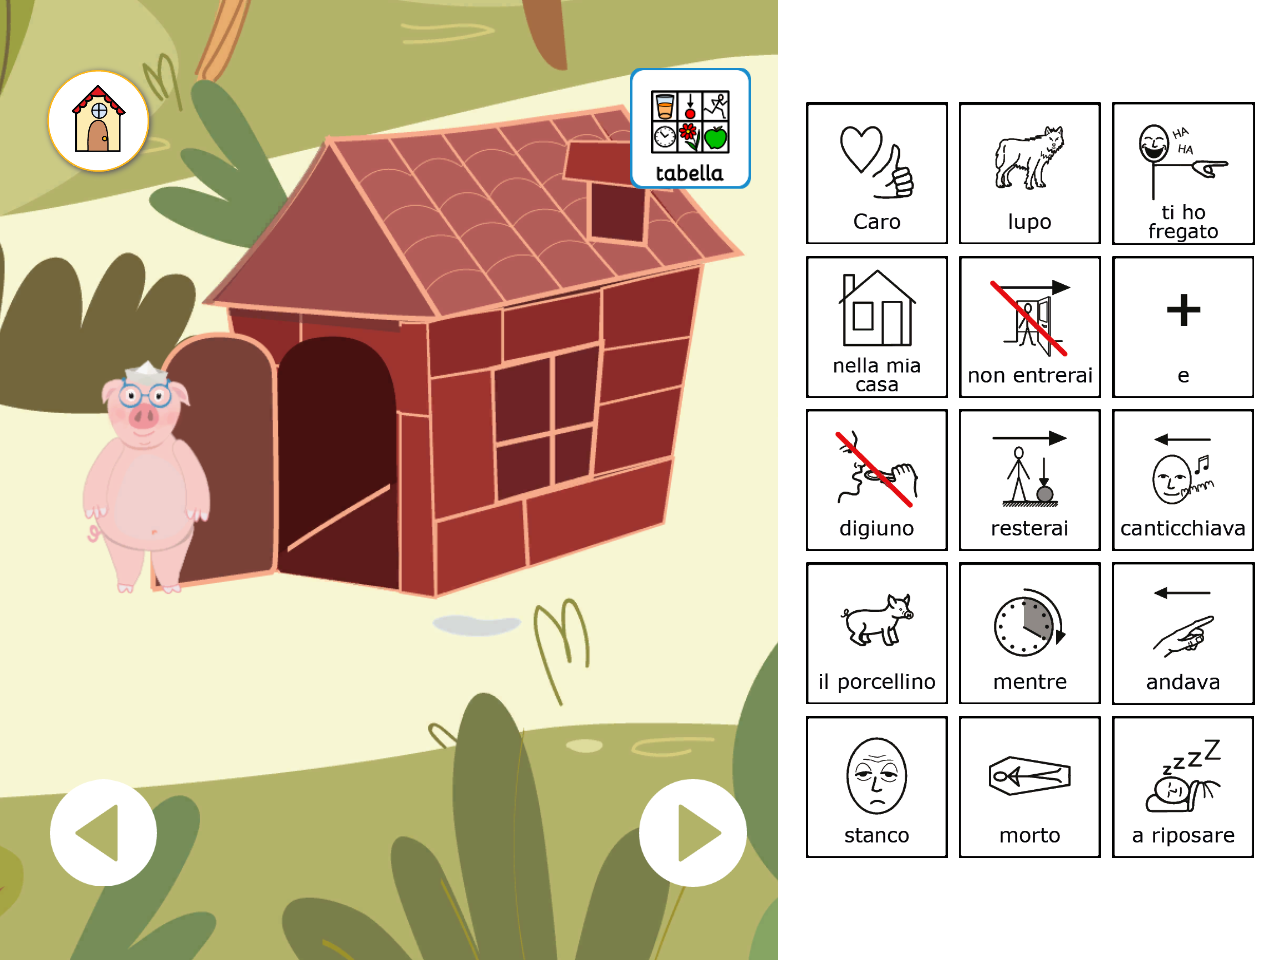 tabella
Caro
lupo
HA
HA
ti ho
fregato
nella mia
casa
non entrerai
+
e
digiuno
resterai
mmmm
canticchiava
il porcellino
mentre
andava
stanco
morto
z z z Z
a riposare